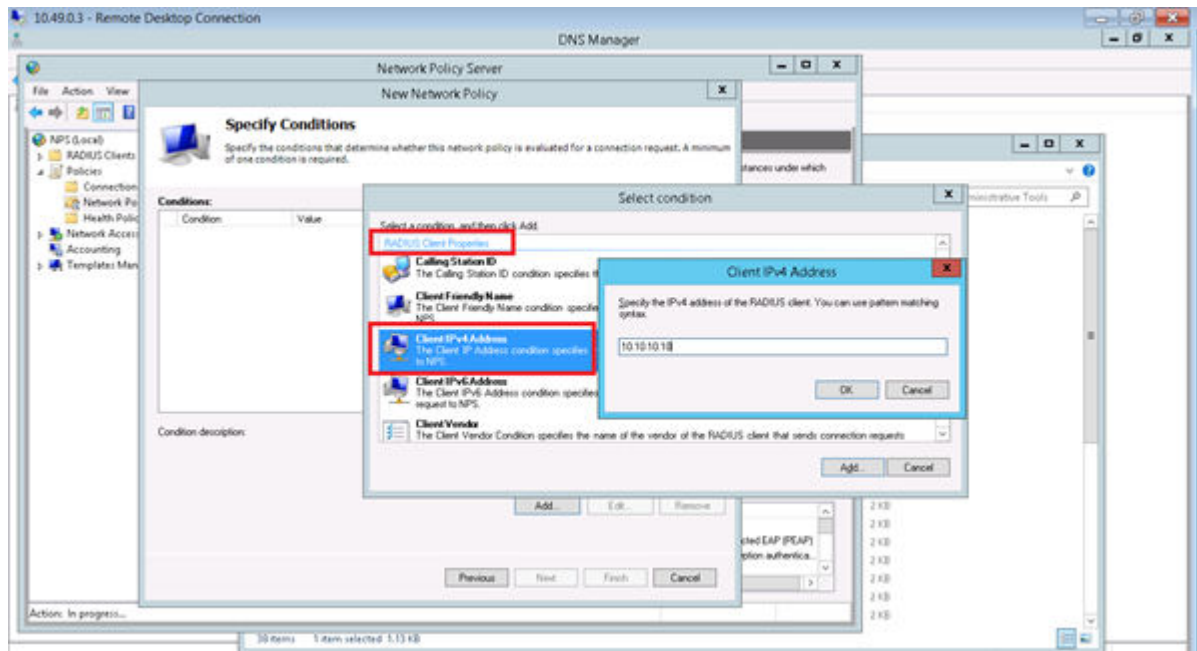 10.49.0.3 - Remote Desktop Connection
DNS Manager
Network Policy Server
File Action View
New Network Policy
NPS (Local)
RADIUS Clients
Policies
Connection
Network Po
Health Polic
Network Acces
Accounting
Templates Man
Specify Conditions
Specify the conditions that determine whether this network policy is evaluated for a connection request. A minimum
of one condition is required.
Conditions:
Condition Value
Condition description:
Add... Edit... Remove
Previous Next Finish Cancel
Action: In progress...
Select condition
Select a condition, and then click Add.
RADIUS Client Properties
Calling Station ID
The Calling Station ID condition specifies
Client Friendly Name
The Client Friendly Name condition specifie
NPS.
Client IPv4 Address
The Client IP Address condition specifies
to NPS.
Client IPv6 Address
The Client IPv6 Address condition specifies
request to NPS.
Client Vendor
The Client Vendor Condition specifies the name of the vendor of the RADIUS client that sends connection requests
Add... Cancel
Client IPv4 Address
Specify the IPv4 address of the RADIUS client. You can use pattern matching
syntax.
10.10.10.10
OK Cancel
stances under which
ministrative Tools
cted EAP (PEAP)
ption authentica...
2 KB
2 KB
2 KB
2 KB
2 KB
2 KB
2 KB
38 items 1 item selected 1.13 KB